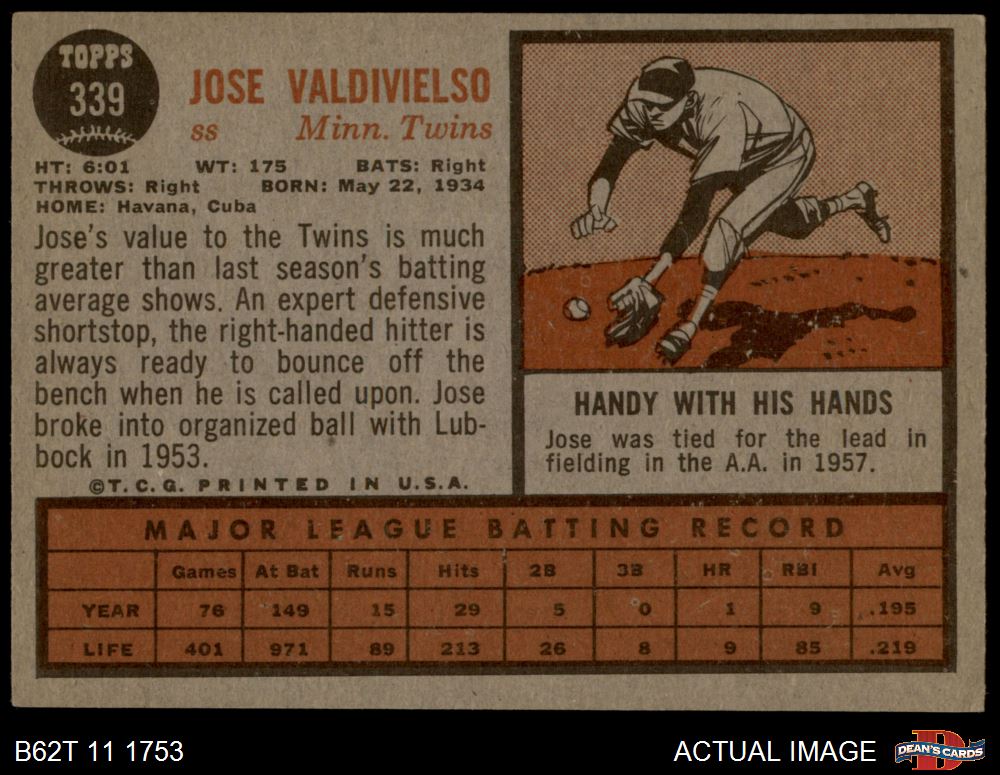 TOPPS
339
JOSE VALDIVIELSO
SS Minn. Twins
HT: 6:01 WT: 175 BATS: Right
THROWS: Right BORN: May 22, 1934
HOME: Havana, Cuba
Jose's value to the Twins is much
greater than last season's batting
average shows. An expert defensive
shortstop, the right-handed hitter is
always ready to bounce off the
bench when he is called upon. Jose
broke into organized ball with Lub-
bock in 1953.
©T.C.G. PRINTED IN U.S.A.
HANDY WITH HIS HANDS
Jose was tied for the lead in
fielding in the A.A. in 1957.
MAJOR LEAGUE BATTING RECORD
Games At Bat Runs Hits 2B 3B HR RBI Avg
YEAR 76 149 15 29 5 0 1 9 .195
LIFE 401 971 89 213 26 8 9 85 .219
B62T 11 1753
ACTUAL IMAGE
DEAN'S CARDS